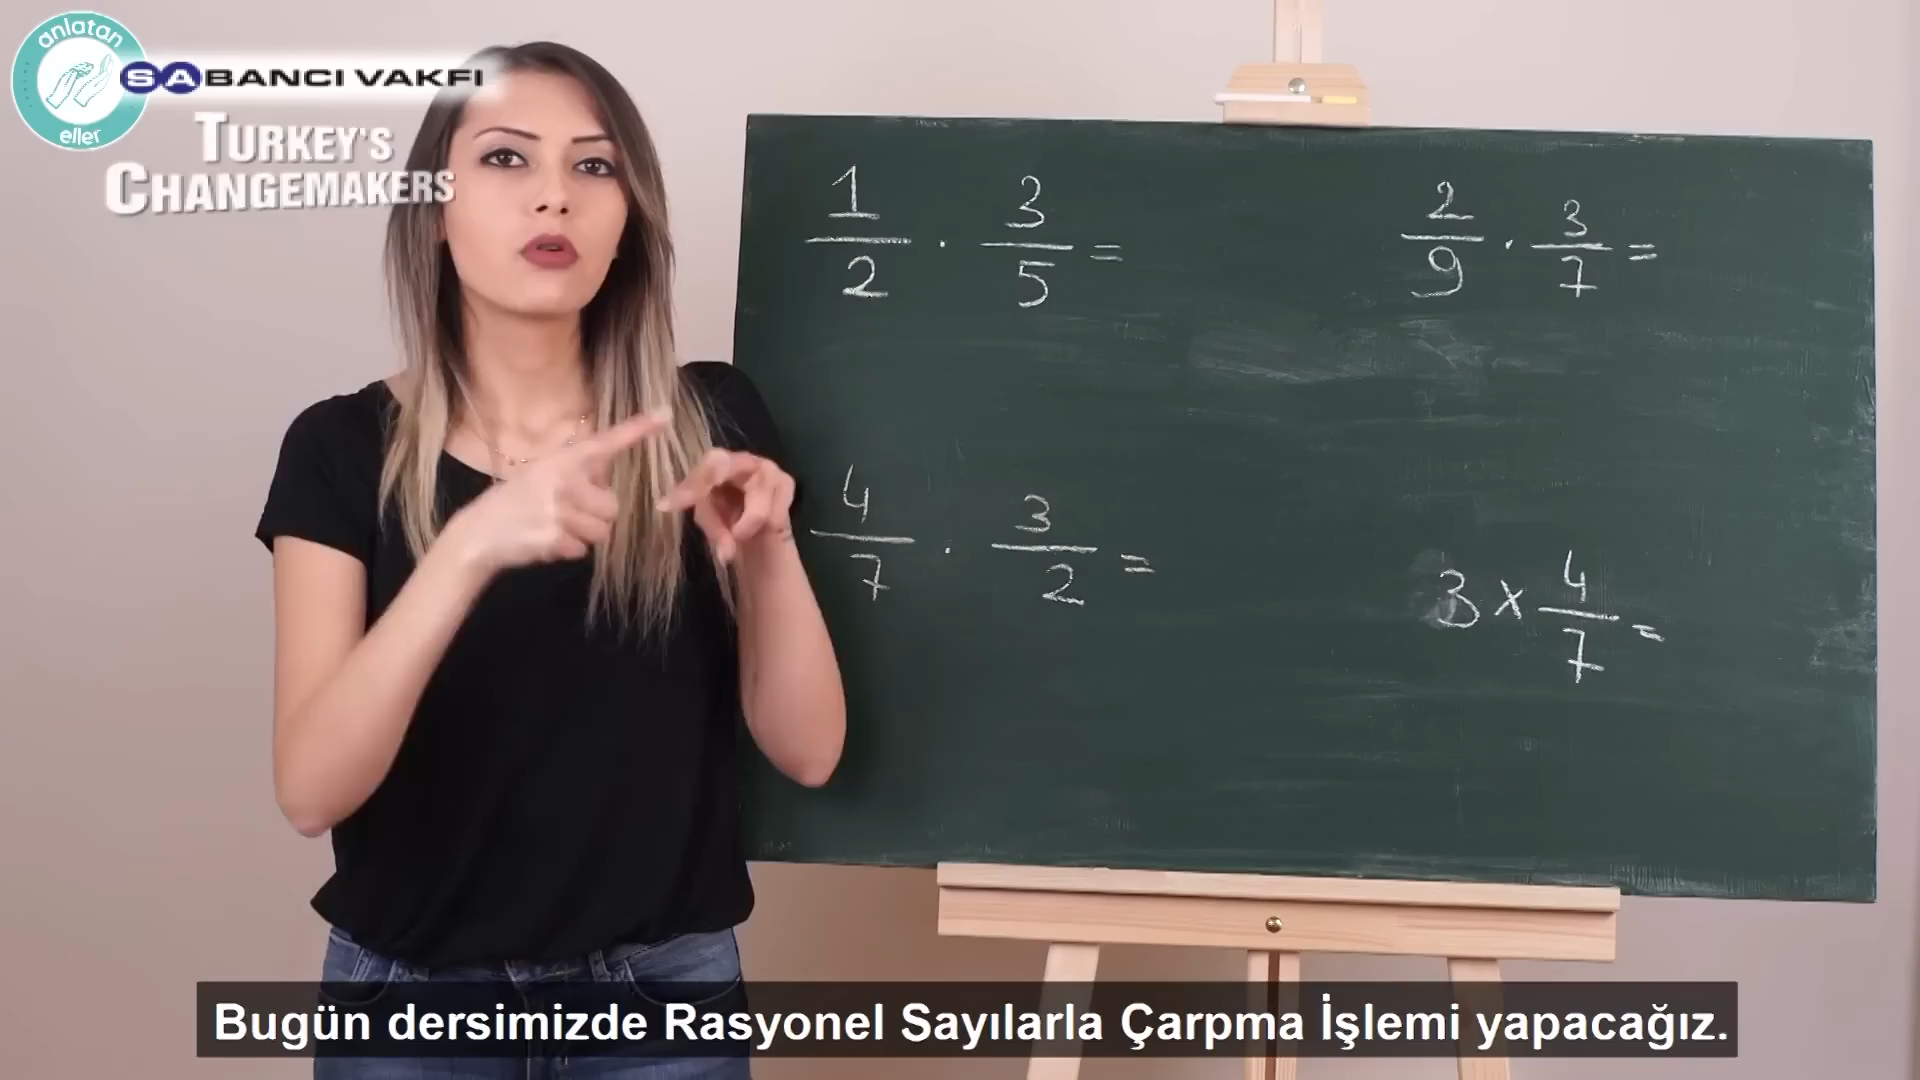 anlatan
eller
SABANCI VAKFI
TURKEY'S
CHANGEMAKERS
1/2 . 3/5 =
2/9 . 3/7 =
4/7 . 3/2 =
3 x 4/7 =
Bugün dersimizde Rasyonel Sayılarla Çarpma İşlemi yapacağız.